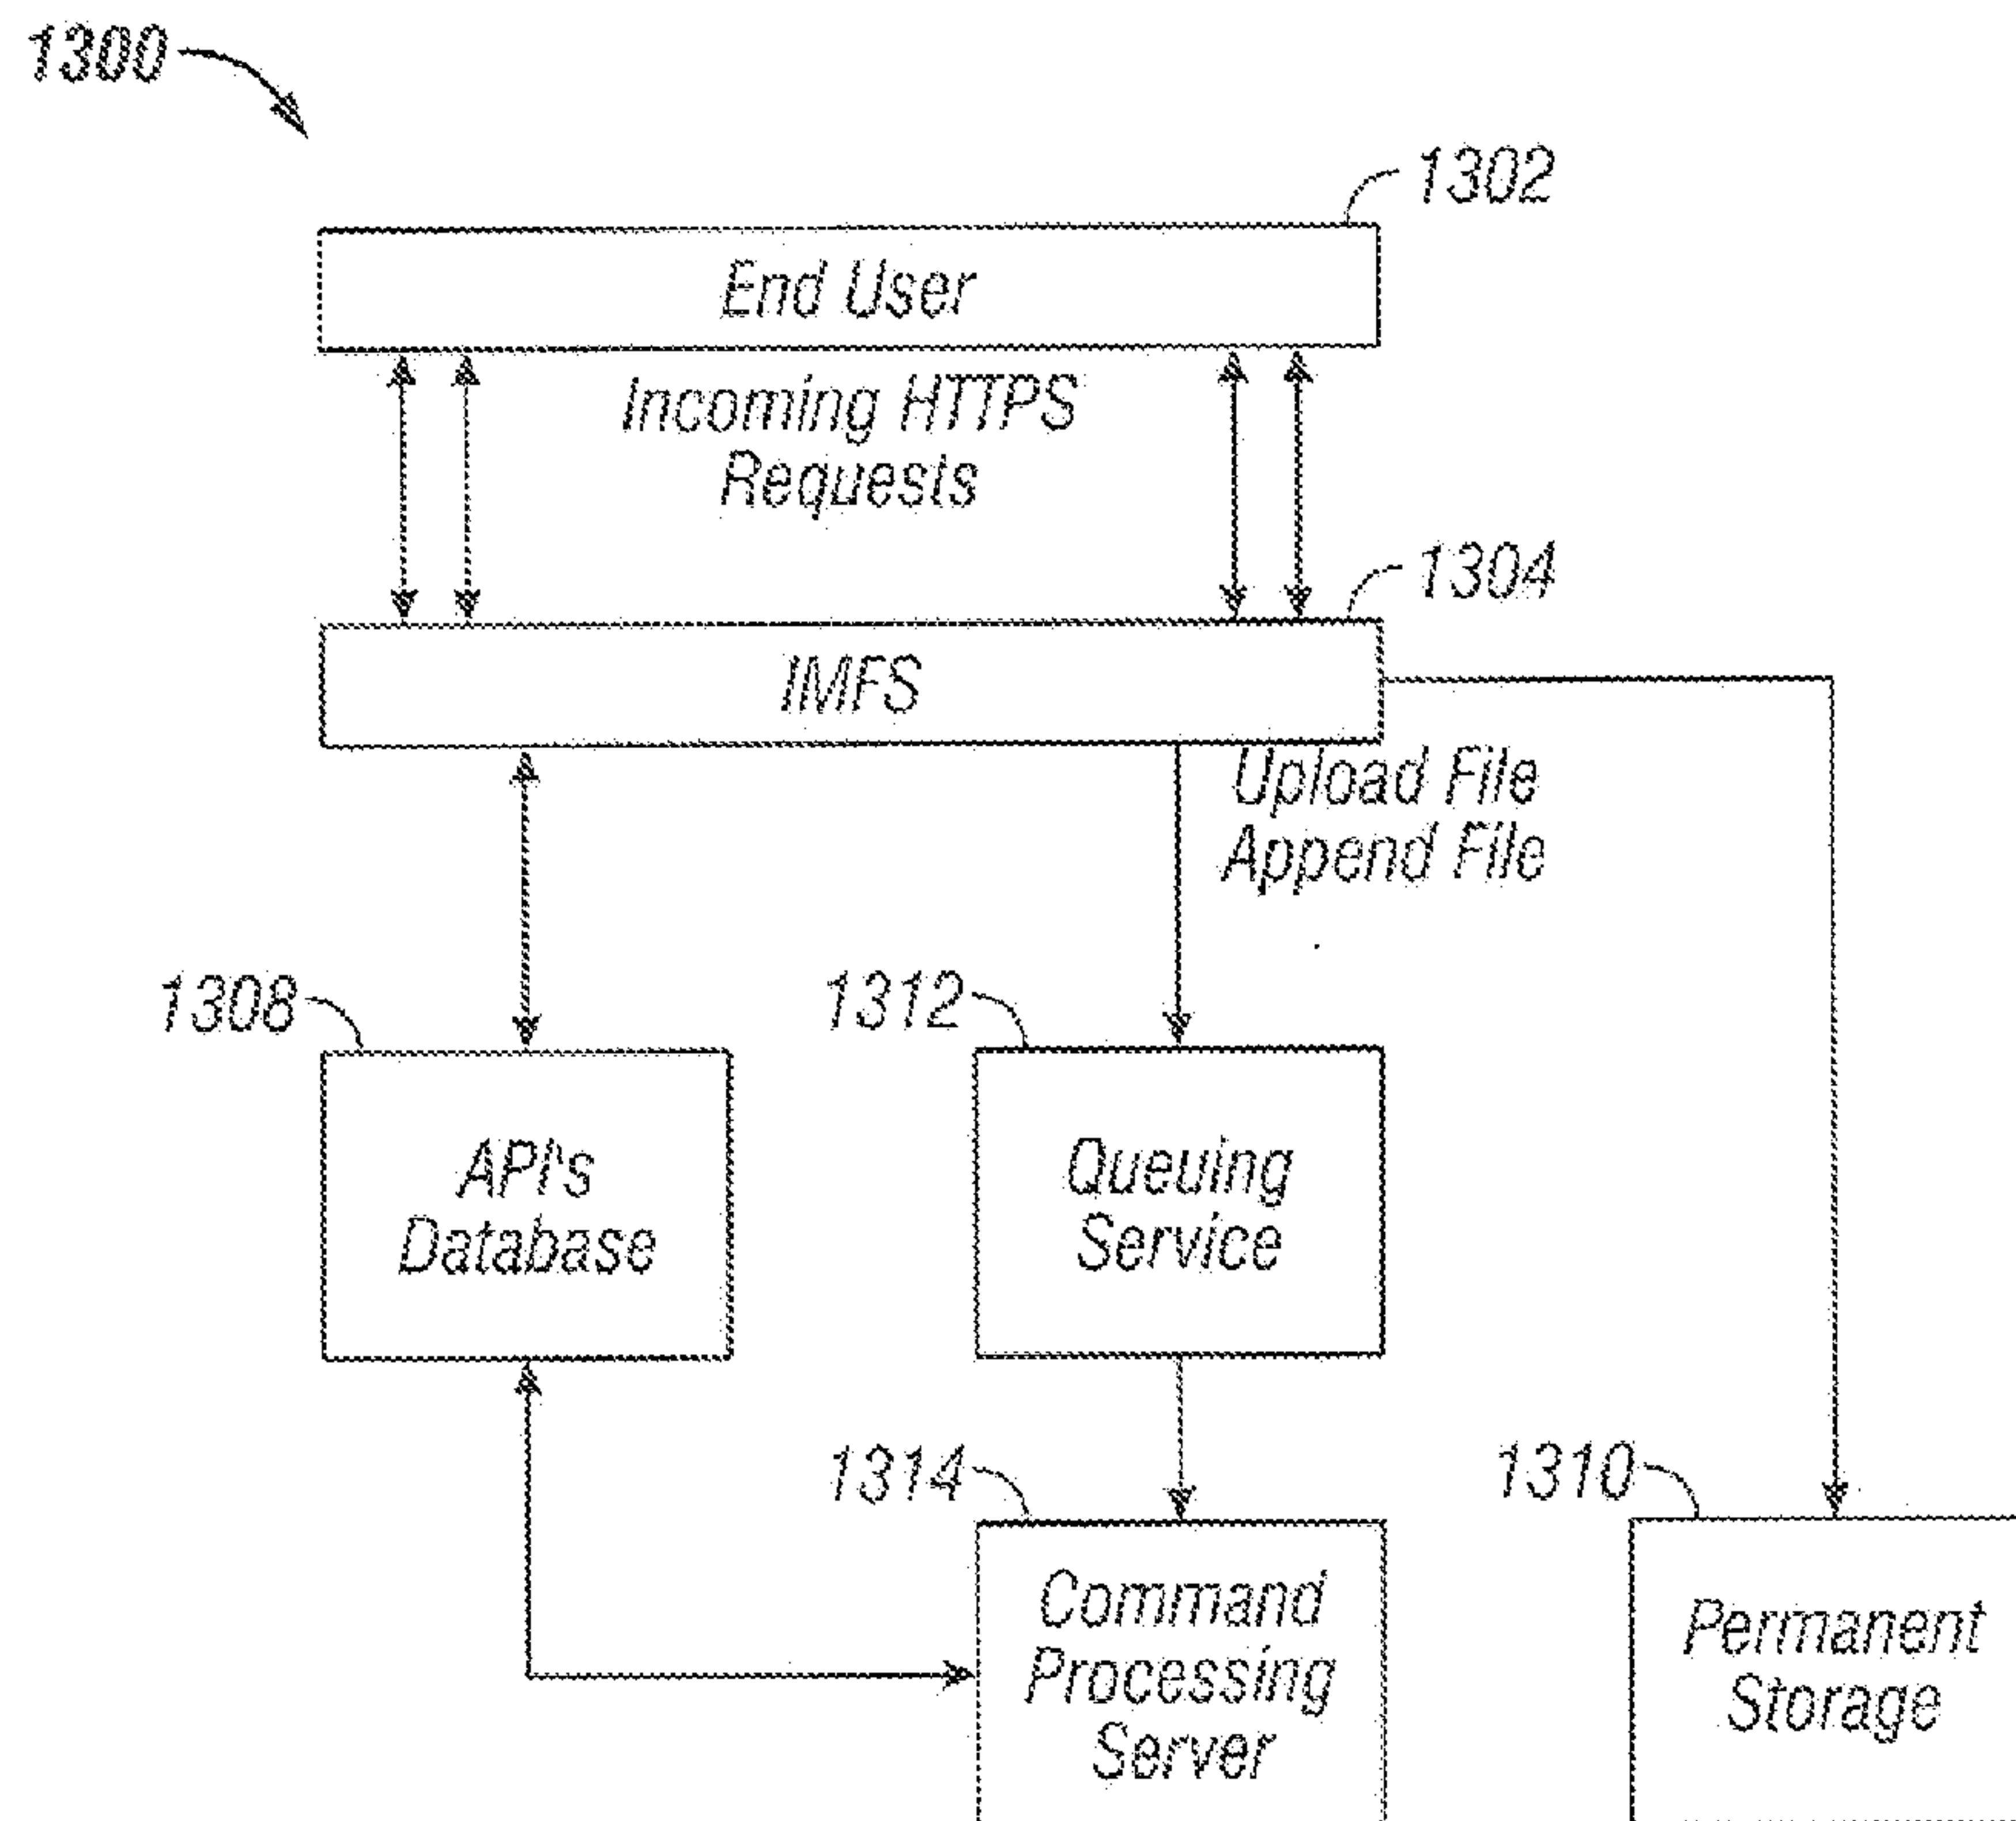 1300
1302
End User
Incoming HTTPS
Requests
1304
IMFS
Upload File
Append File
1308
1312
API's
Database
Queuing
Service
1314
1310
Command
Processing
Server
Permanent
Storage